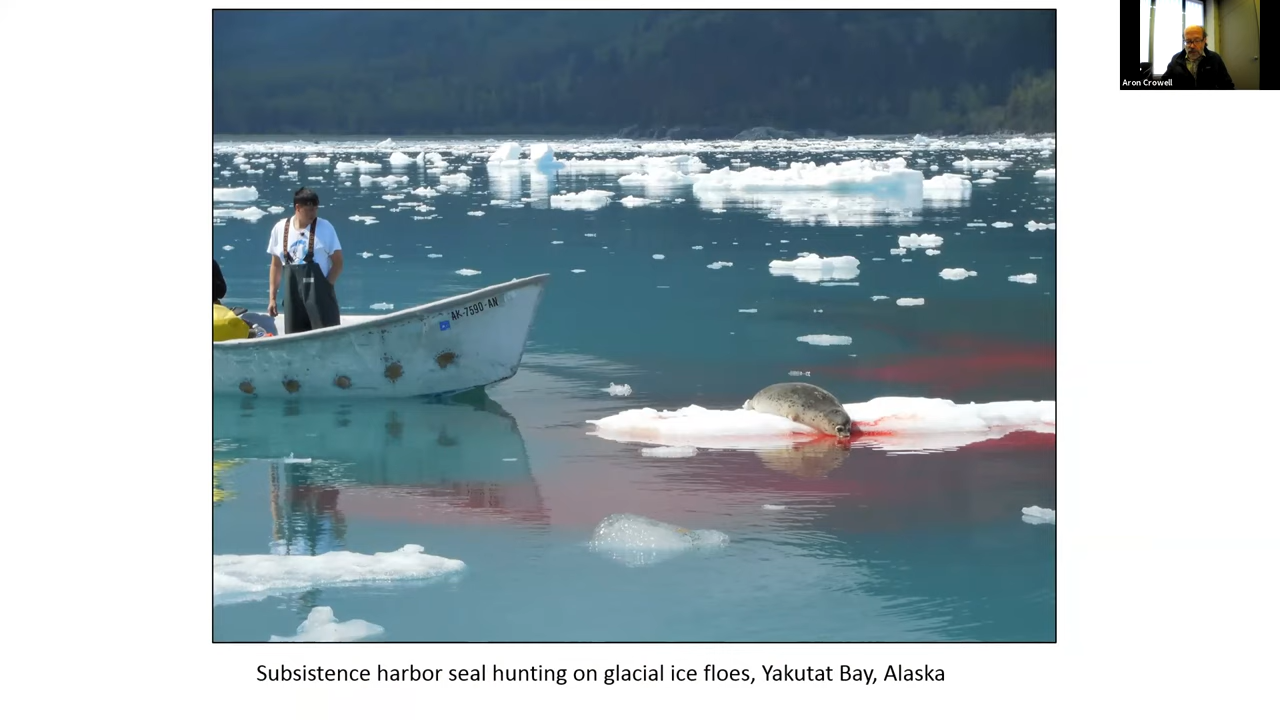 Aron Crowell
AK-7590-AN
Subsistence harbor seal hunting on glacial ice floes, Yakutat Bay, Alaska